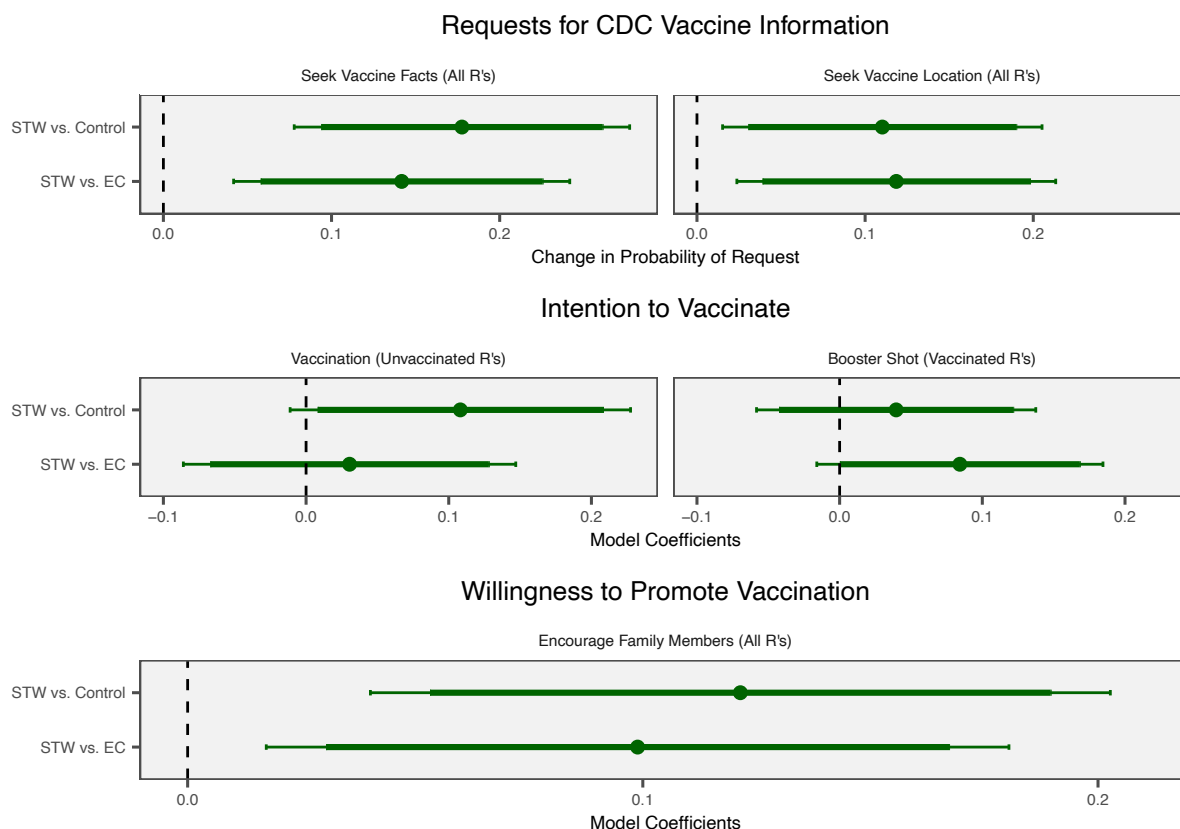 Requests for CDC Vaccine Information
Seek Vaccine Facts (All R's)
Seek Vaccine Location (All R's)
STW vs. Control
STW vs. EC
0.0
0.1
0.2
0.0
0.1
0.2
Change in Probability of Request
Intention to Vaccinate
Vaccination (Unvaccinated R's)
Booster Shot (Vaccinated R's)
STW vs. Control
STW vs. EC
−0.1
0.0
0.1
0.2
−0.1
0.0
0.1
0.2
Model Coefficients
Willingness to Promote Vaccination
Encourage Family Members (All R's)
STW vs. Control
STW vs. EC
0.0
0.1
0.2
Model Coefficients